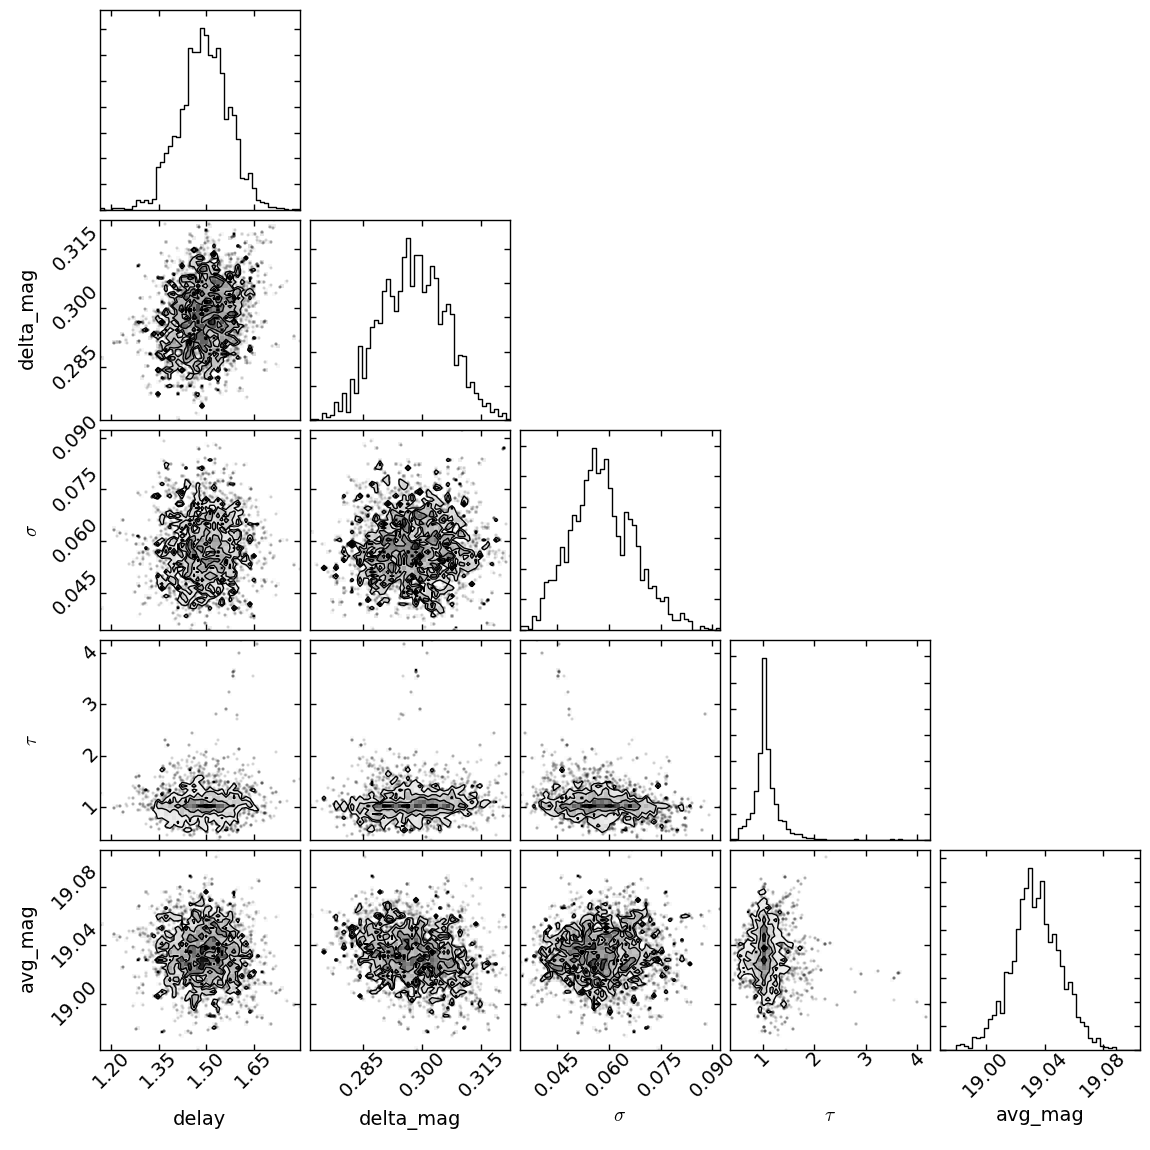 delta_mag
0.315
0.300
0.285
σ
0.090
0.075
0.060
0.045
τ
4
3
2
1
avg_mag
19.08
19.04
19.00
1.20 1.35 1.50 1.65
0.285 0.300 0.315
0.045 0.060 0.075 0.090
1 2 3 4
19.00 19.04 19.08
delay delta_mag σ τ avg_mag